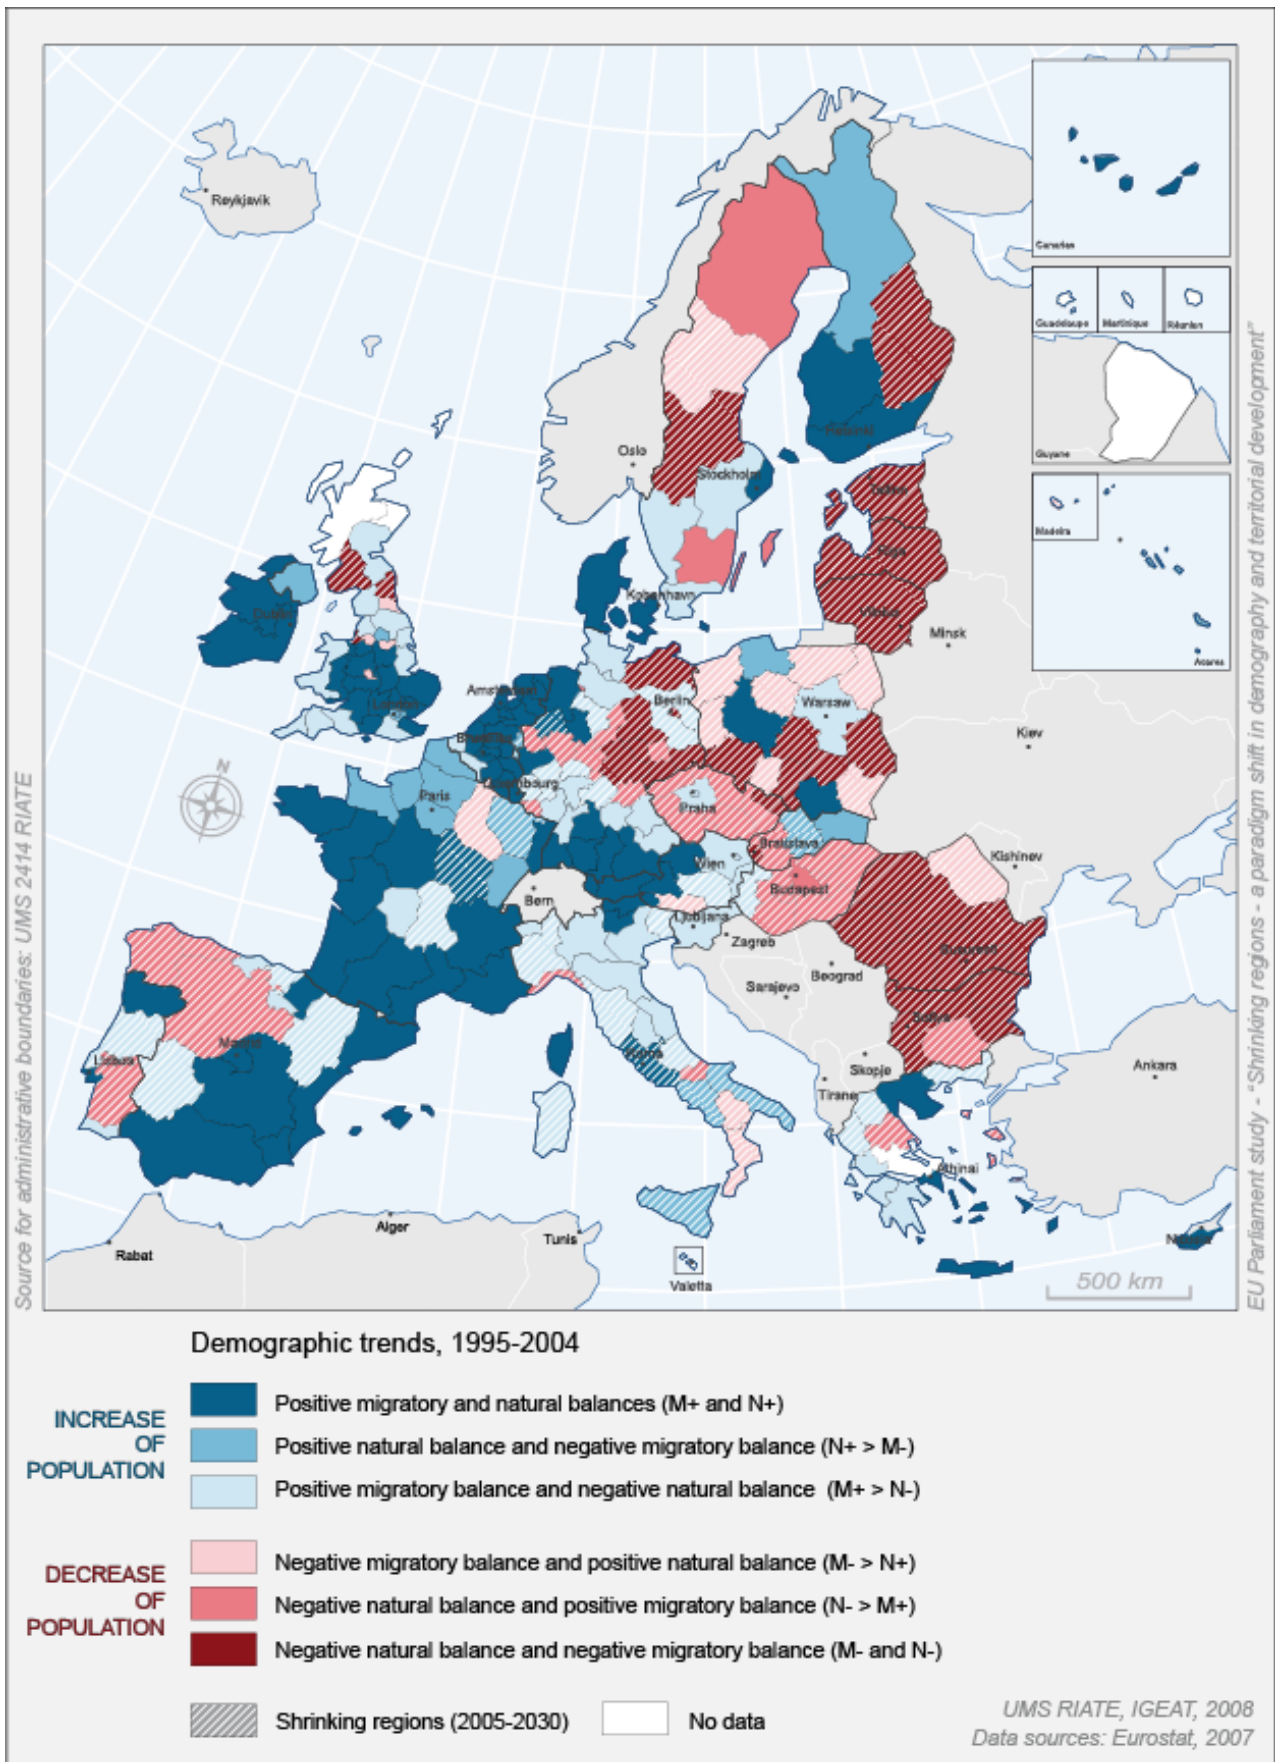 Reykjavik
Oslo
Stockholm
Helsinki
Tallinn
Riga
Vilnius
Minsk
København
Dublin
London
Amsterdam
Berlin
Warsaw
Kiev
Luxembourg
Paris
Praha
Bratislava
Wien
Budapest
Kishinev
Bern
Ljubljana
Zagreb
Sarajevo
Beograd
Bucuresti
Sofiya
Skopje
Tirane
Roma
Madrid
Lisboa
Ankara
Athinai
Nicosia
Rabat
Alger
Tunis
Valetta
Canarias
Guadeloupe
Martinique
Réunion
Guyane
Madeira
Acores
N
500 km
Source for administrative boundaries: UMS 2414 RIATE
EU Parliament study - "Shrinking regions - a paradigm shift in demography and territorial development"
Demographic trends, 1995-2004
INCREASE
OF
POPULATION
Positive migratory and natural balances (M+ and N+)
Positive natural balance and negative migratory balance (N+ > M-)
Positive migratory balance and negative natural balance (M+ > N-)
DECREASE
OF
POPULATION
Negative migratory balance and positive natural balance (M- > N+)
Negative natural balance and positive migratory balance (N- > M+)
Negative natural balance and negative migratory balance (M- and N-)
Shrinking regions (2005-2030)
No data
UMS RIATE, IGEAT, 2008
Data sources: Eurostat, 2007